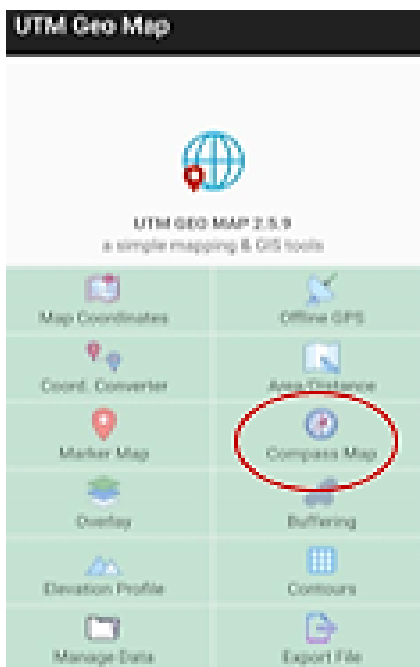 UTM Geo Map
UTM GEO MAP 2.5.9
a simple mapping & GIS tools
Map Coordinates
Offline GPS
Coord. Converter
Area/Distance
Marker Map
Compass Map
Overlay
Buffering
Elevation Profile
Contours
Manage Data
Export File